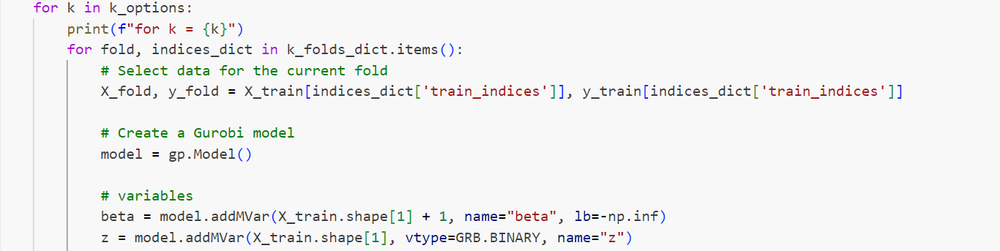 for k in k_options:
print(f"for k = {k}")
for fold, indices_dict in k_folds_dict.items():
# Select data for the current fold
X_fold, y_fold = X_train[indices_dict['train_indices']], y_train[indices_dict['train_indices']]
# Create a Gurobi model
model = gp.Model()
# variables
beta = model.addMVar(X_train.shape[1] + 1, name="beta", lb=-np.inf)
z = model.addMVar(X_train.shape[1], vtype=GRB.BINARY, name="z")